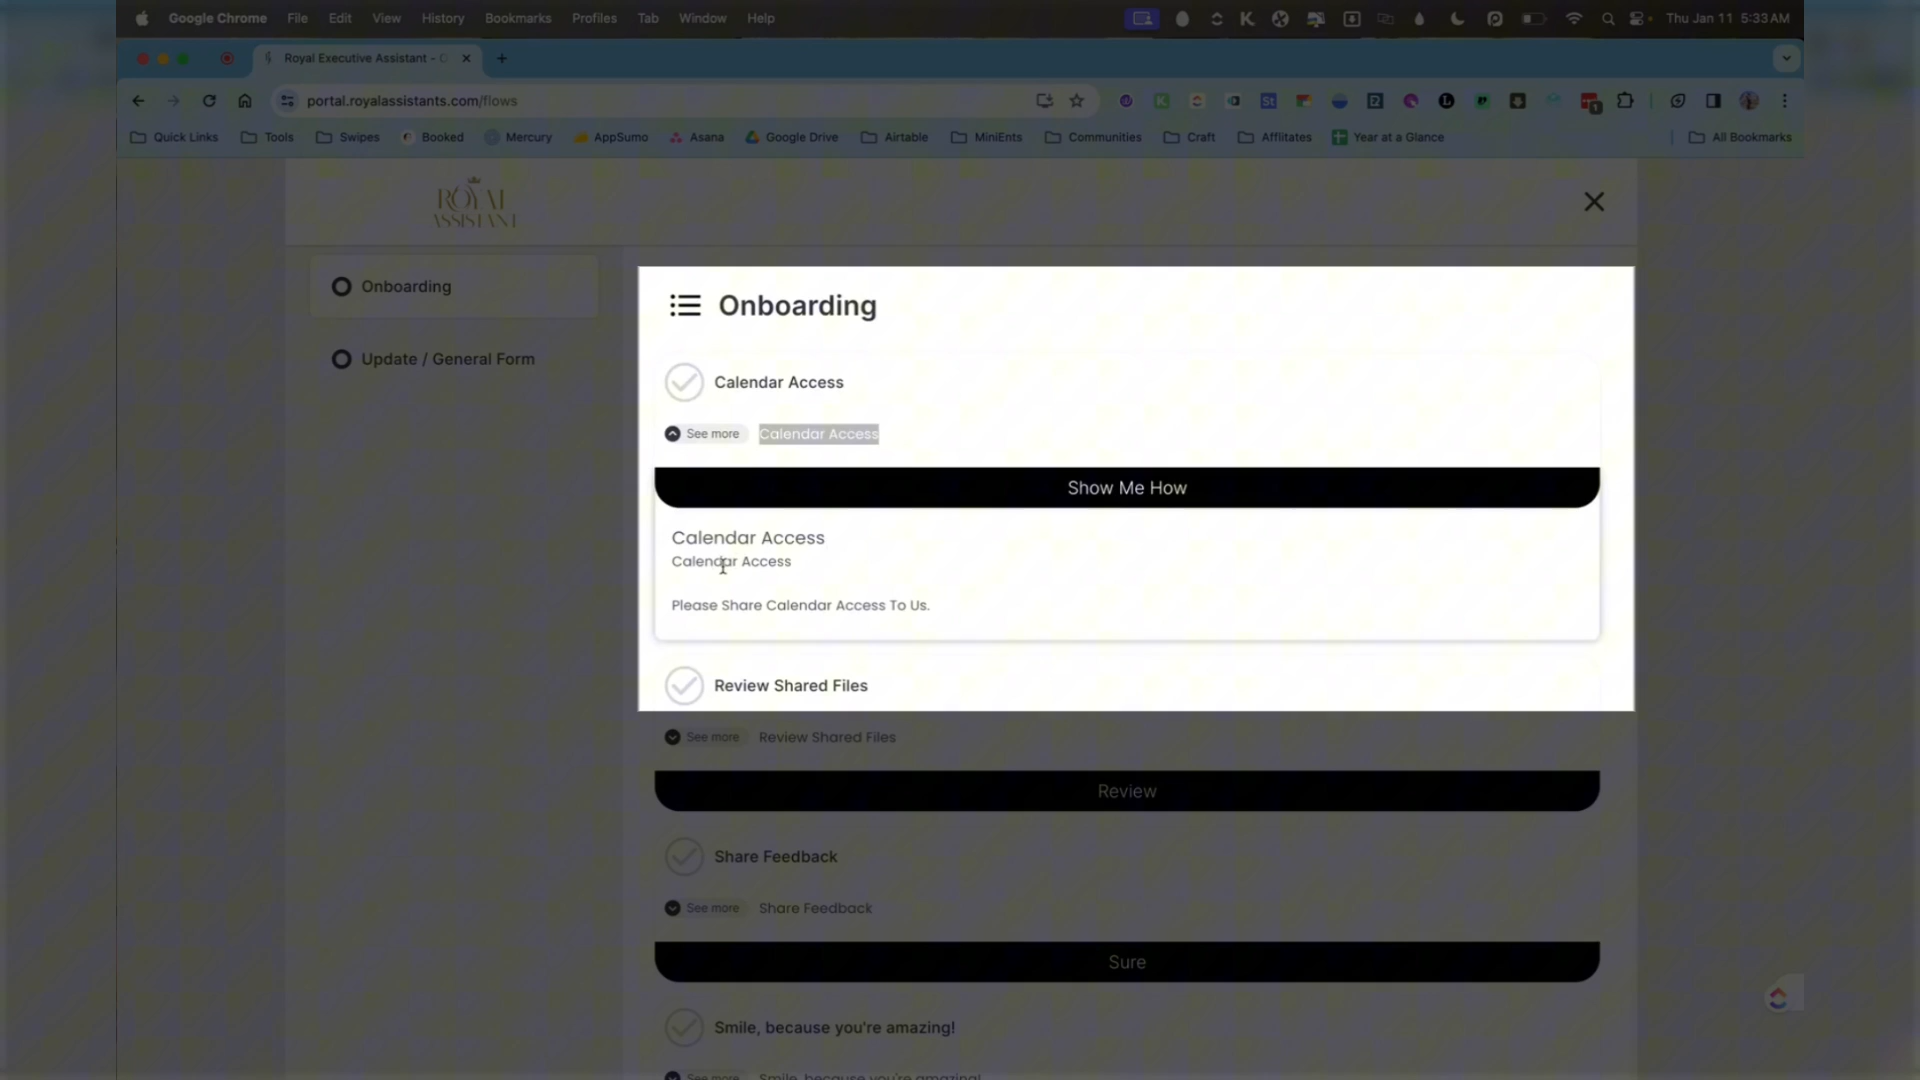 Google Chrome File Edit View History Bookmarks Profiles Tab Window Help Thu Jan 11 5:33 AM
Royal Executive Assistant - C
portal.royalassistants.com/flows
Quick Links Tools Swipes Booked Mercury AppSumo Asana Google Drive Airtable MiniEnts Communities Craft Afflitates Year at a Glance All Bookmarks
ROYAL
ASSISTANT
Onboarding
Update / General Form
Onboarding
Calendar Access
See more Calendar Access
Show Me How
Calendar Access
Calendar Access
Please Share Calendar Access To Us.
Review Shared Files
See more Review Shared Files
Review
Share Feedback
See more Share Feedback
Sure
Smile, because you're amazing!
See more Smile, because you're amazing!